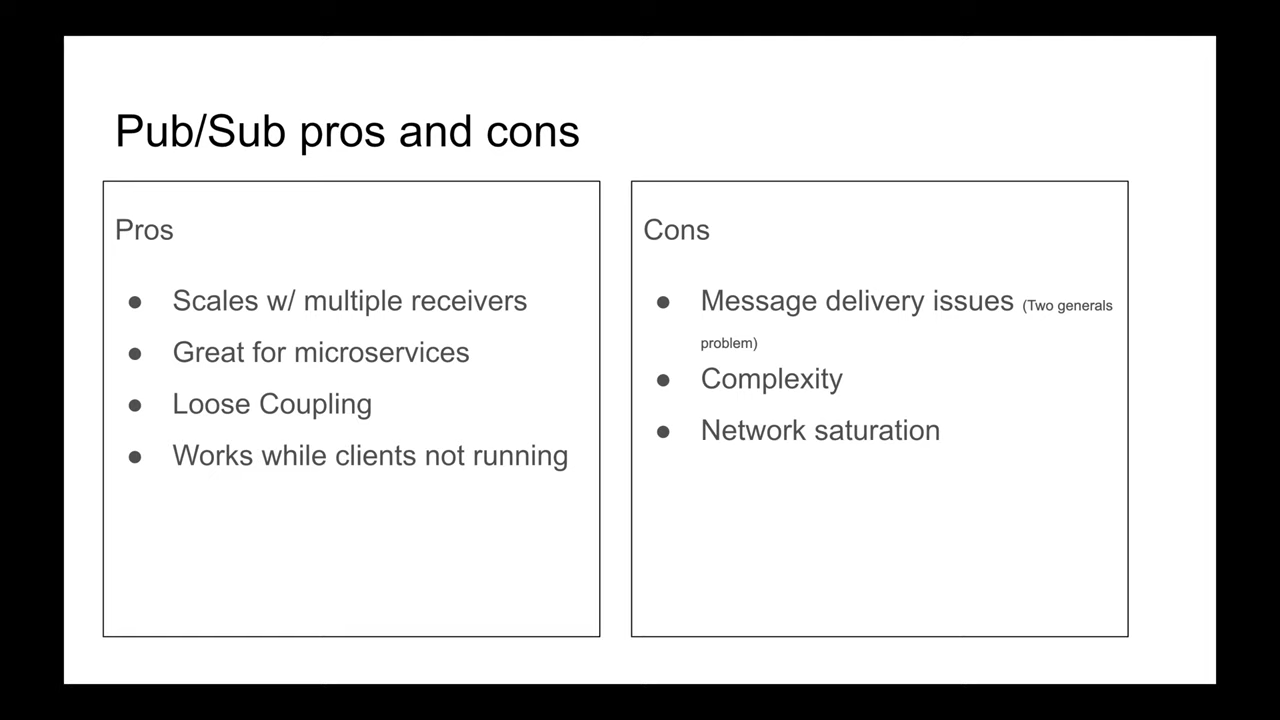 Pub/Sub pros and cons
Pros
● Scales w/ multiple receivers
● Great for microservices
● Loose Coupling
● Works while clients not running
Cons
● Message delivery issues (Two generals
problem)
● Complexity
● Network saturation